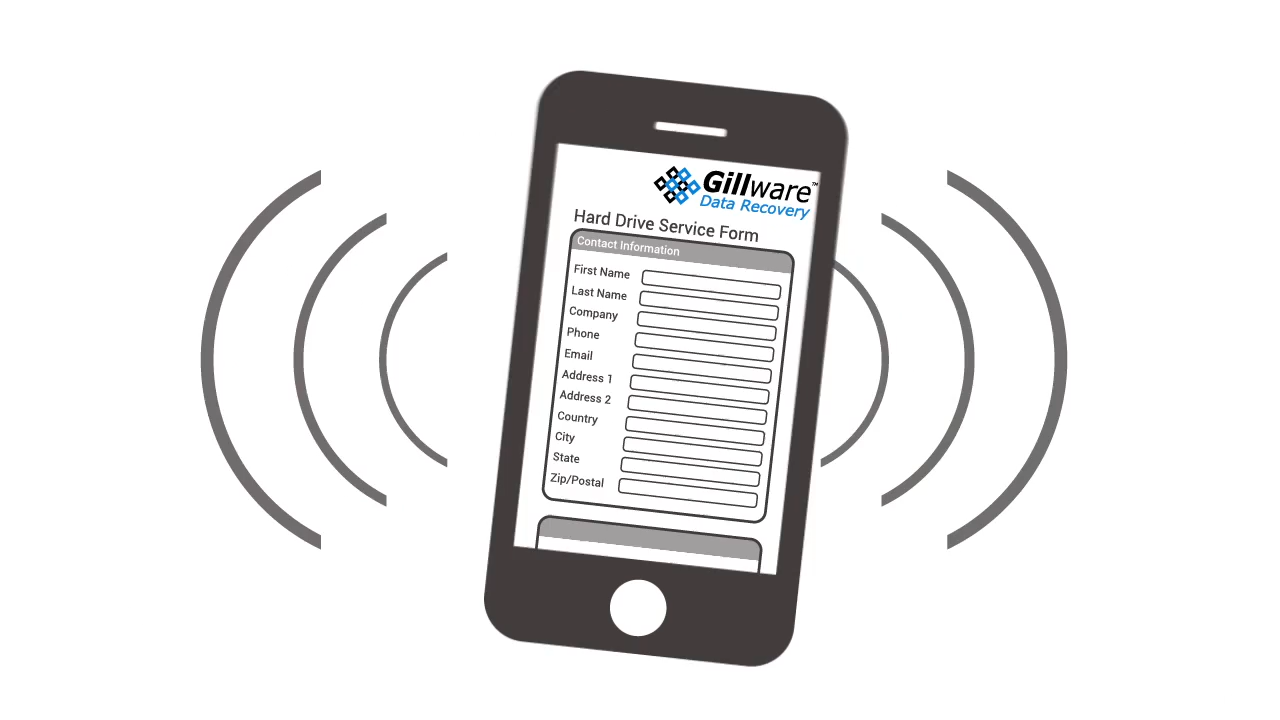 Gillware™
Data Recovery
Hard Drive Service Form
Contact Information
First Name
Last Name
Company
Phone
Email
Address 1
Address 2
Country
City
State
Zip/Postal